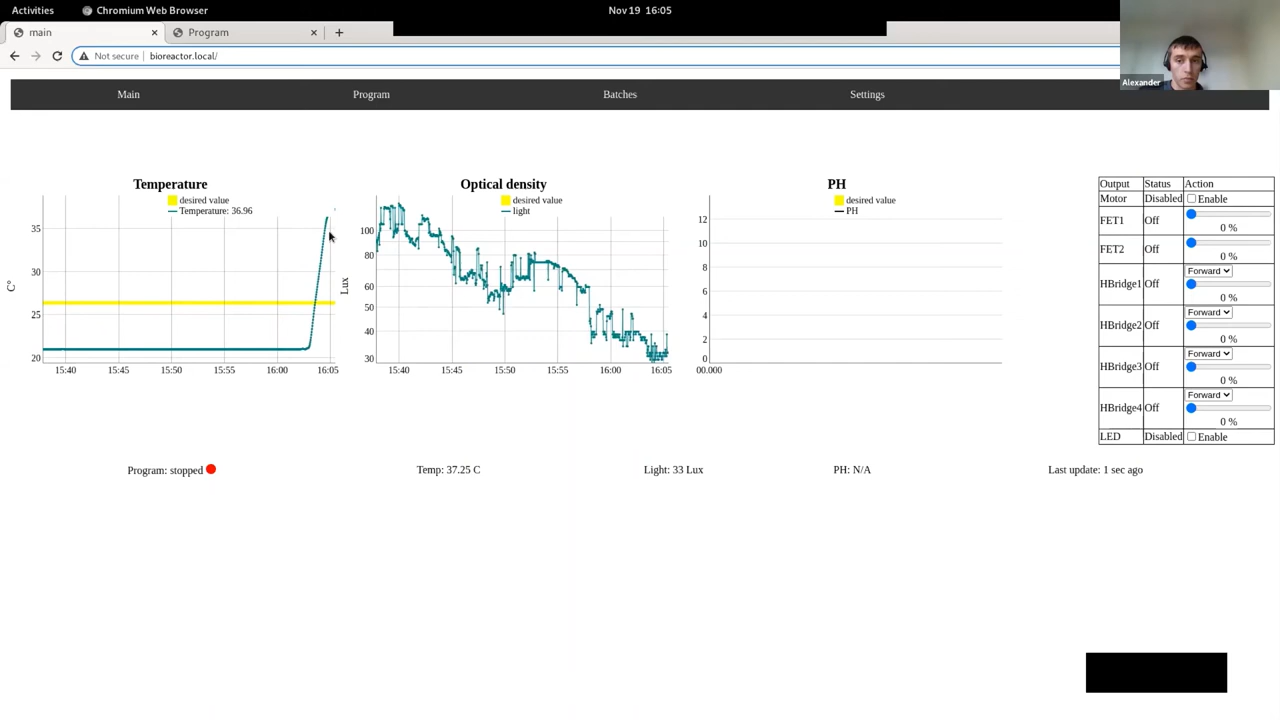 Activities
Chromium Web Browser
Nov 19 16:05
main
Program
Not secure
bioreactor.local/
Alexander
Main
Program
Batches
Settings
Temperature
desired value
Temperature: 36.96
C°
35
30
25
20
15:40
15:45
15:50
15:55
16:00
16:05
Optical density
desired value
light
Lux
100
80
60
50
40
30
15:40
15:45
15:50
15:55
16:00
16:05
PH
desired value
PH
12
10
8
6
4
2
0
00.000
Output Status Action
Motor Disabled Enable
FET1 Off 0 %
FET2 Off 0 %
Forward
HBridge1 Off 0 %
Forward
HBridge2 Off 0 %
Forward
HBridge3 Off 0 %
Forward
HBridge4 Off 0 %
LED Disabled Enable
Program: stopped
Temp: 37.25 C
Light: 33 Lux
PH: N/A
Last update: 1 sec ago